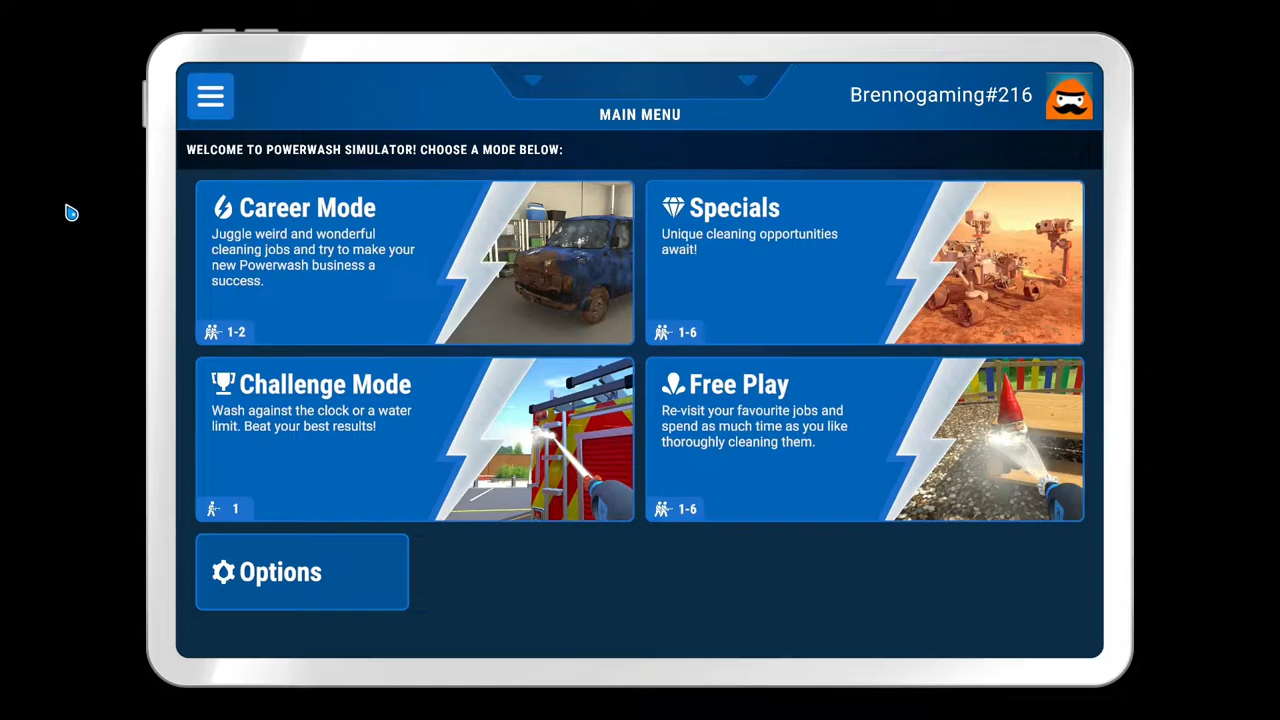 Brennogaming#216
MAIN MENU
WELCOME TO POWERWASH SIMULATOR! CHOOSE A MODE BELOW:
Career Mode
Juggle weird and wonderful
cleaning jobs and try to make your
new Powerwash business a
success.
1-2
Specials
Unique cleaning opportunities
await!
1-6
Challenge Mode
Wash against the clock or a water
limit. Beat your best results!
1
Free Play
Re-visit your favourite jobs and
spend as much time as you like
thoroughly cleaning them.
1-6
Options